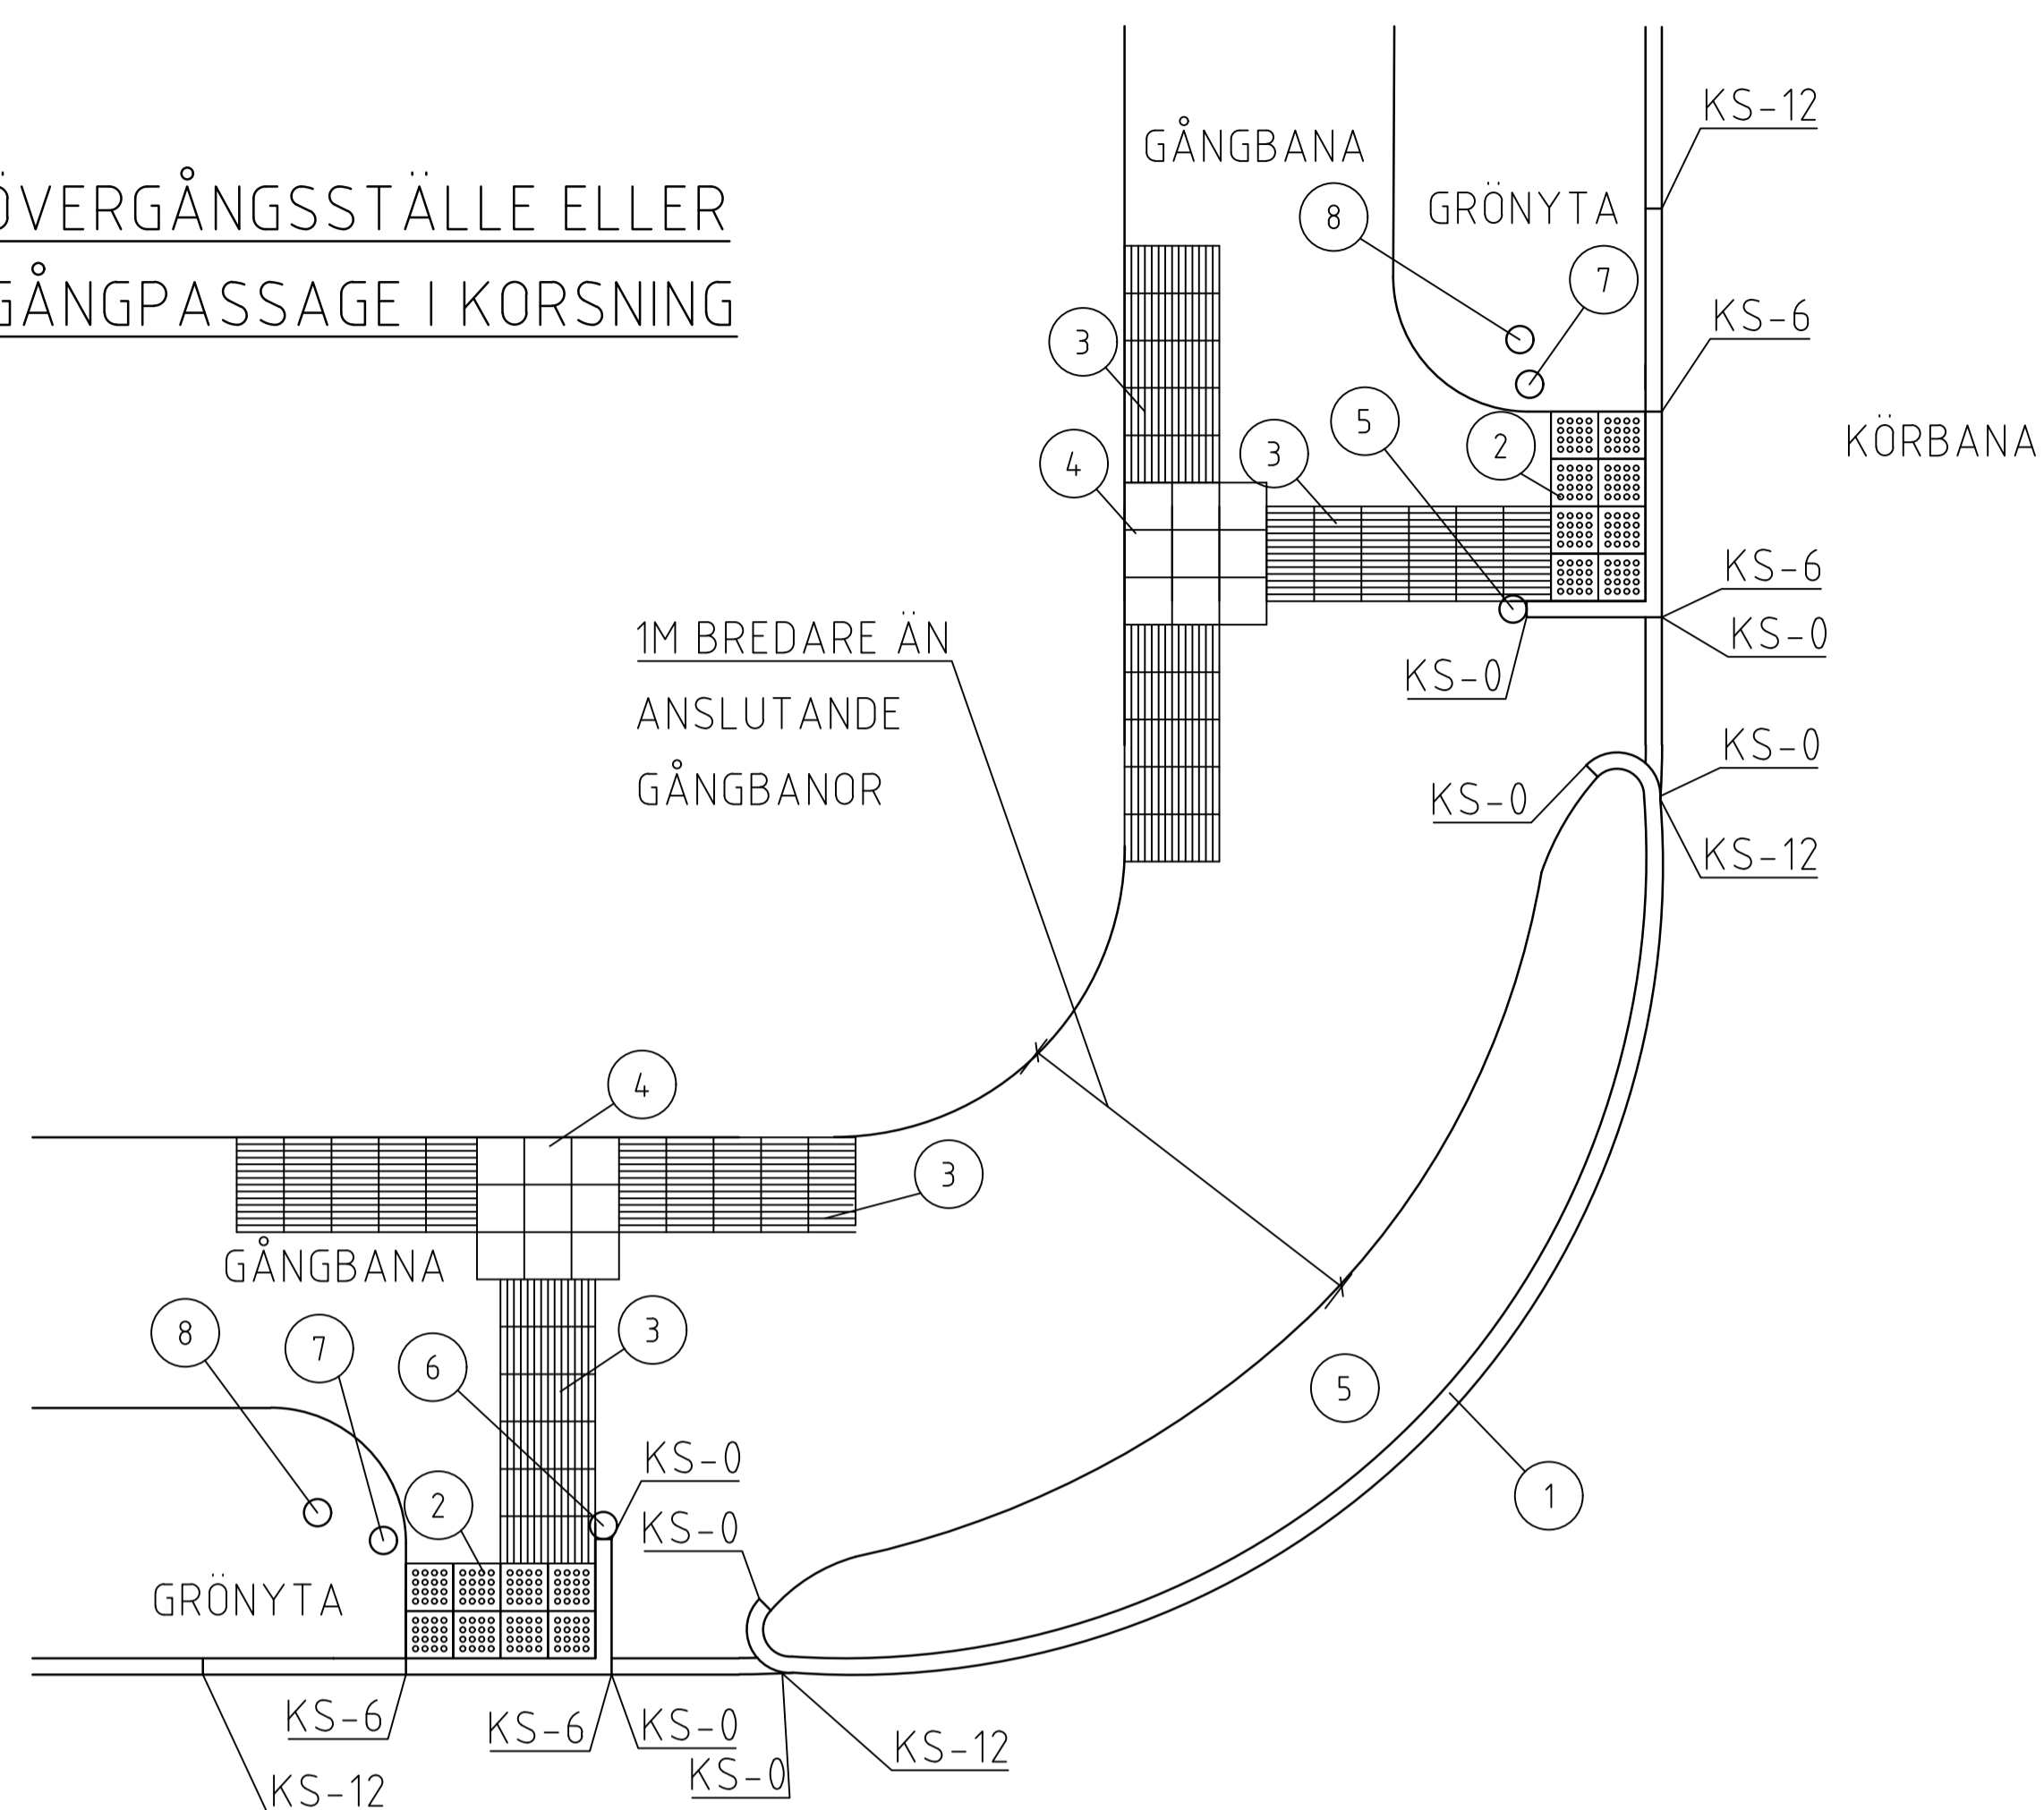 ÖVERGÅNGSSTÄLLE ELLER
GÅNGPASSAGE I KORSNING
GÅNGBANA
KS-12
8
GRÖNYTA
7
3
KS-6
4
3
5
2
KÖRBANA
KS-6
KS-0
KS-0
1M BREDARE ÄN
ANSLUTANDE
GÅNGBANOR
KS-0
KS-0
KS-12
4
3
GÅNGBANA
8
7
6
3
5
2
KS-0
KS-0
1
GRÖNYTA
KS-6
KS-6
KS-0
KS-0
KS-12
KS-12